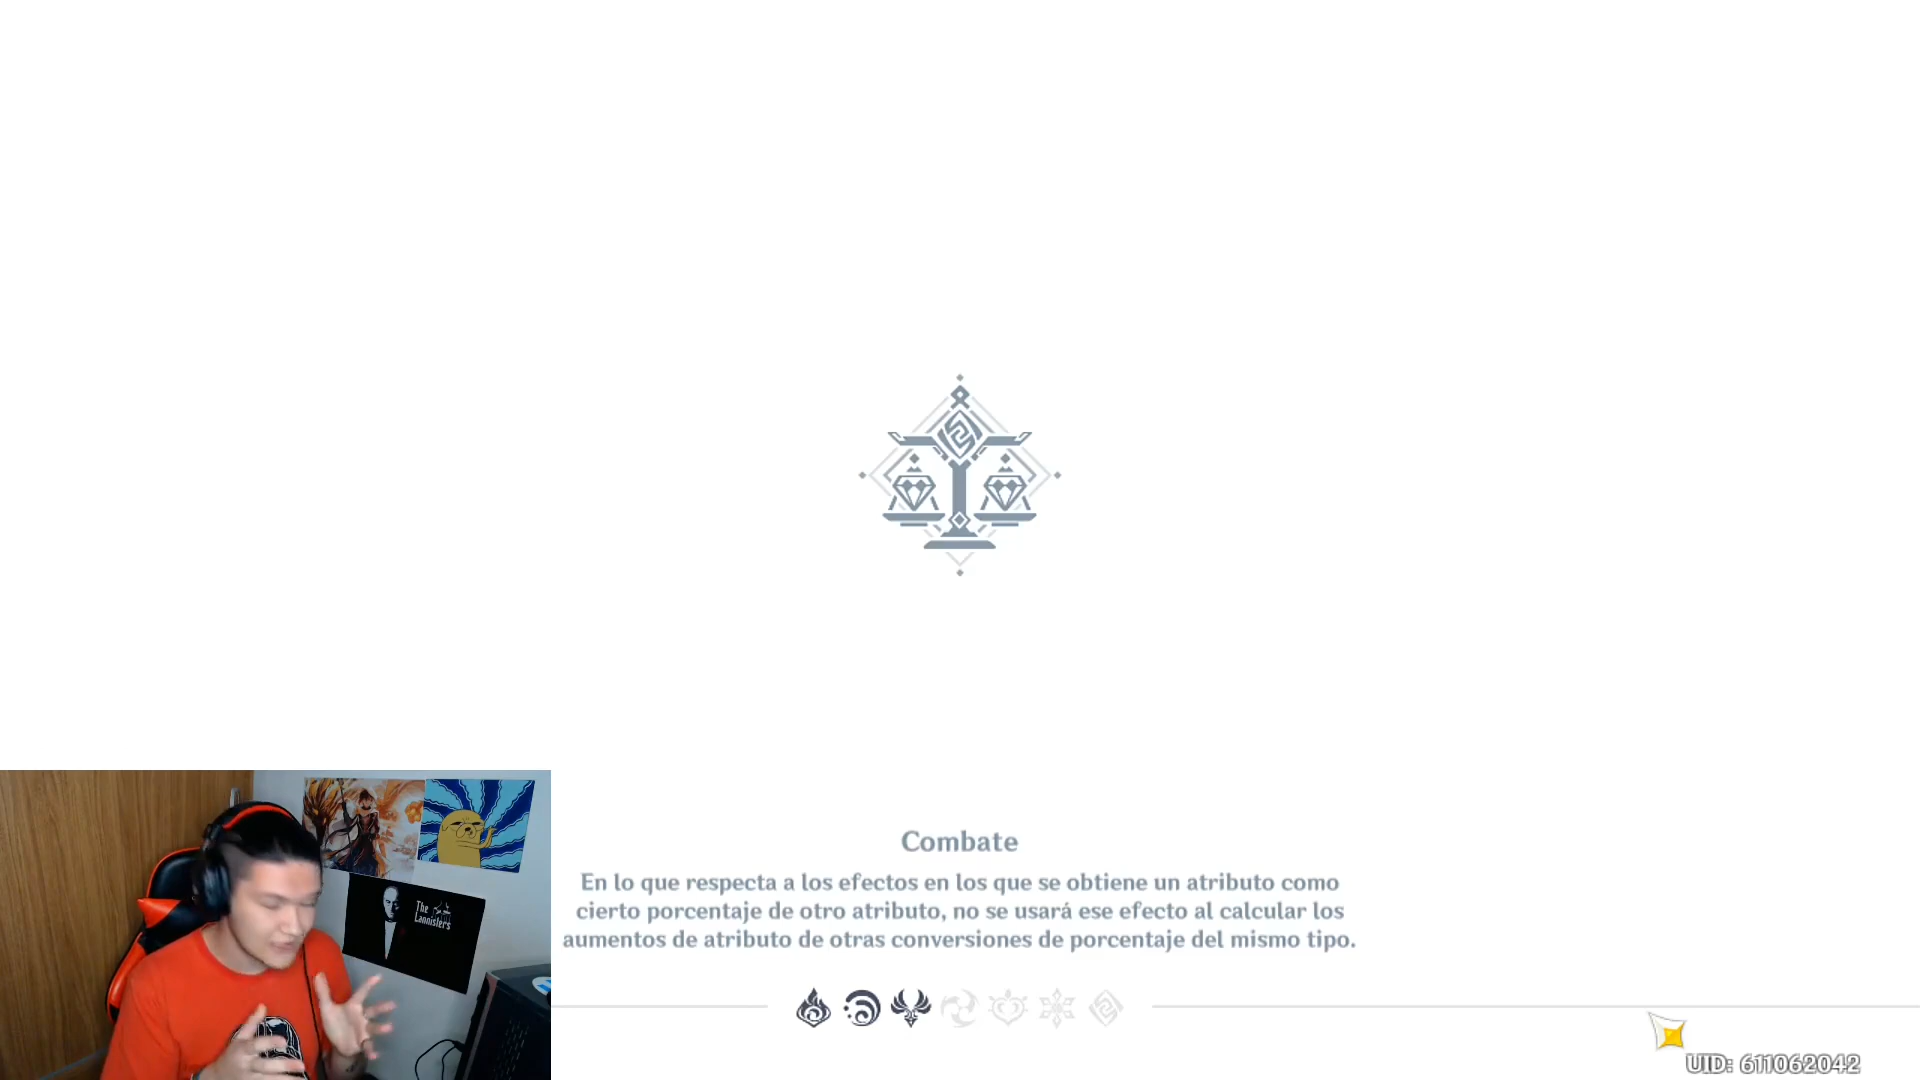 The
Lannisters
Combate
En lo que respecta a los efectos en los que se obtiene un atributo como
cierto porcentaje de otro atributo, no se usará ese efecto al calcular los
aumentos de atributo de otras conversiones de porcentaje del mismo tipo.
UID: 611062042